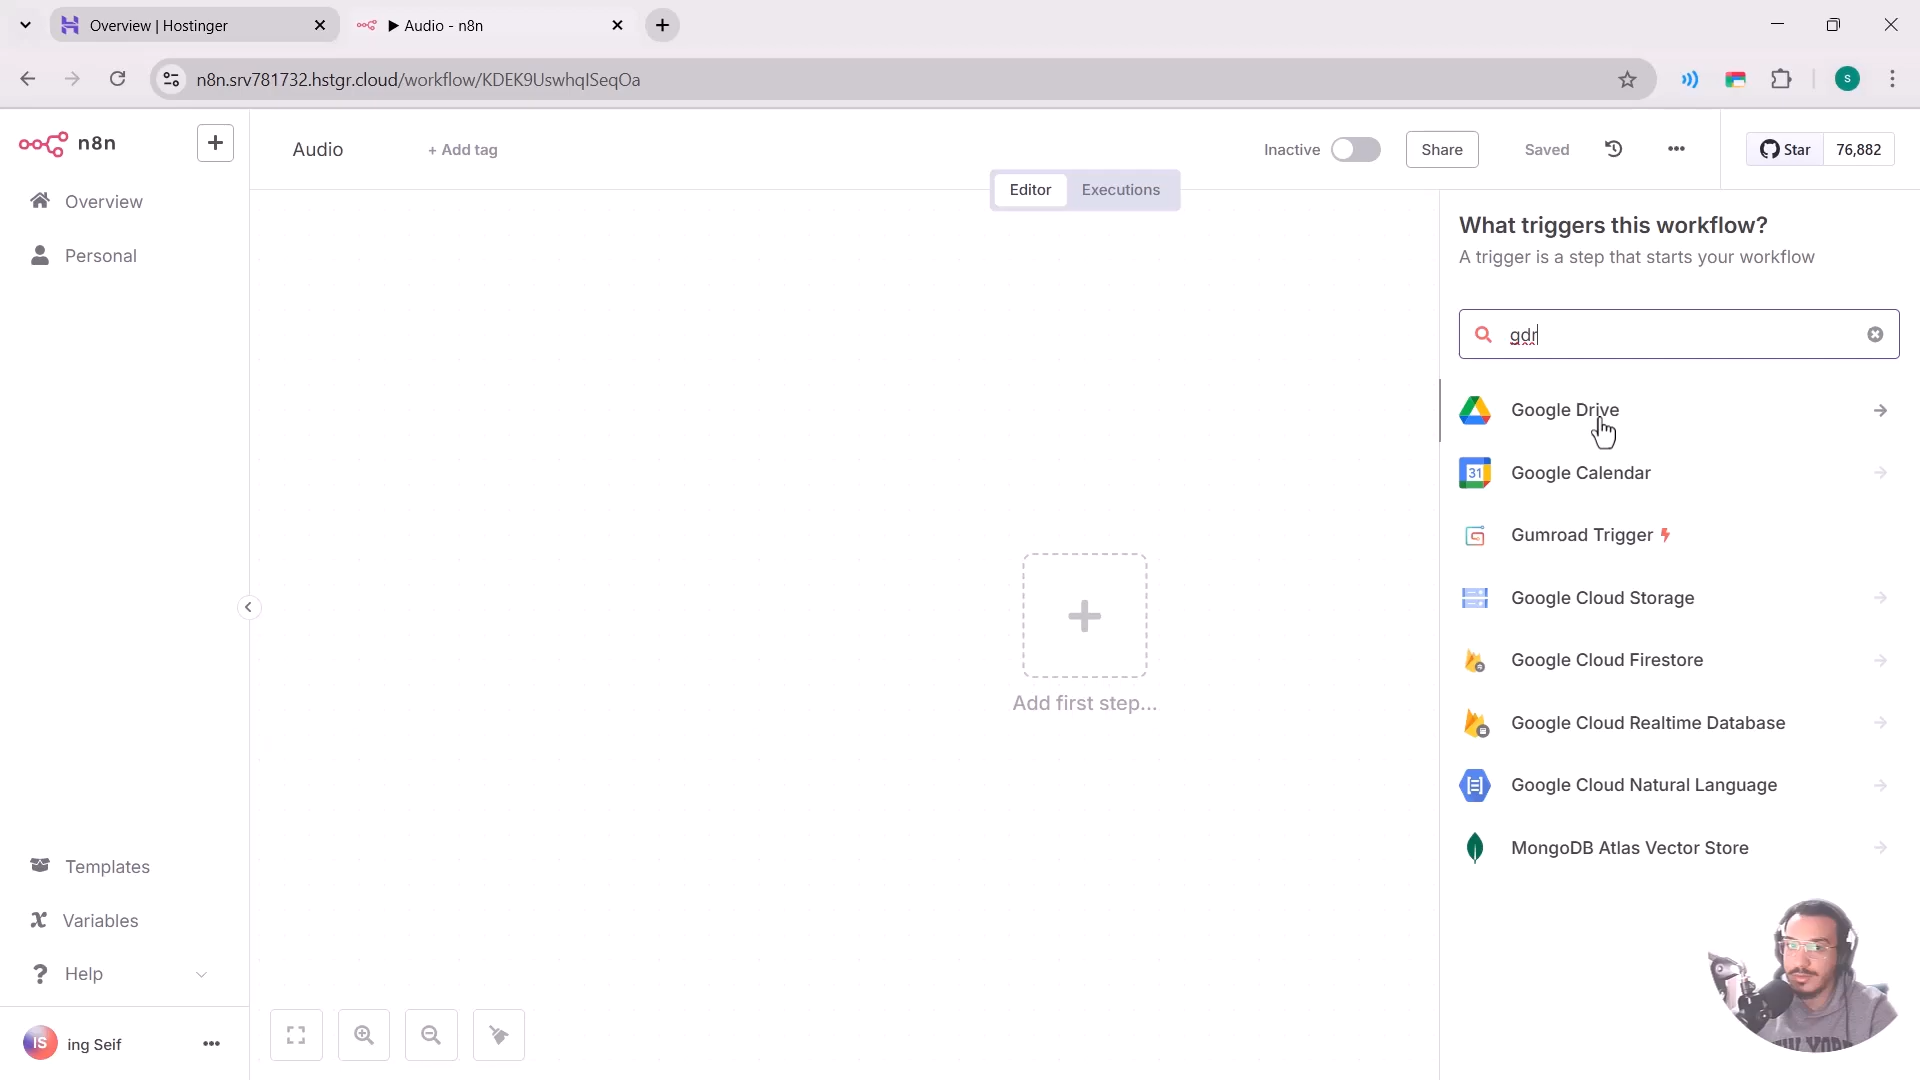 Overview | Hostinger
▶ Audio - n8n
n8n.srv781732.hstgr.cloud/workflow/KDEK9UswhqlSeqOa
S
n8n
Overview
Personal
Templates
Variables
Help
IS
ing Seif
Audio
+ Add tag
Inactive
Share
Saved
Star
76,882
Editor
Executions
Add first step...
What triggers this workflow?
A trigger is a step that starts your workflow
gdr
Google Drive
31
Google Calendar
Gumroad Trigger
Google Cloud Storage
Google Cloud Firestore
Google Cloud Realtime Database
Google Cloud Natural Language
MongoDB Atlas Vector Store